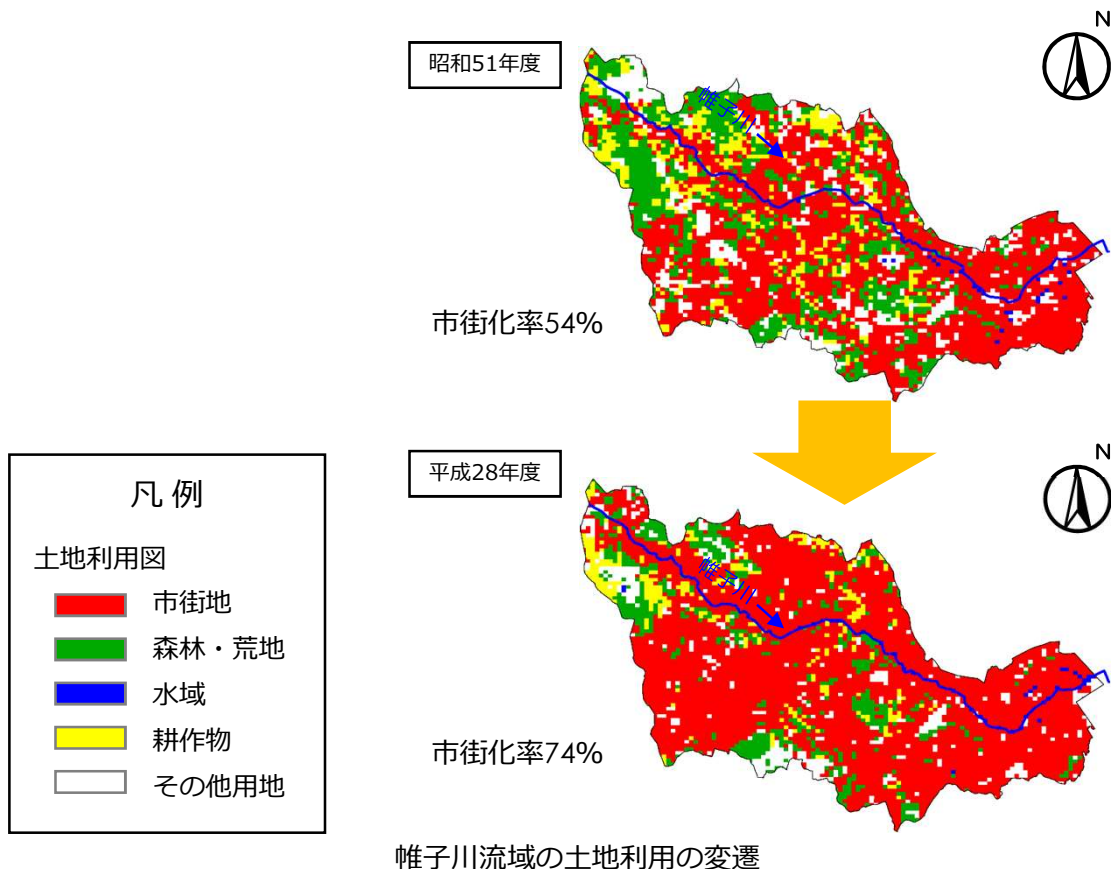 昭和51年度
N
帷子川
市街化率54%
平成28年度
N
帷子川
市街化率74%
凡 例
土地利用図
市街地
森林・荒地
水域
耕作物
その他用地
帷子川流域の土地利用の変遷